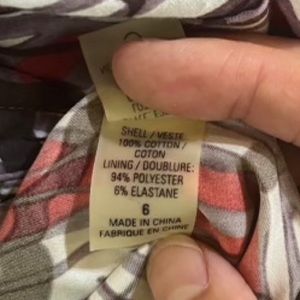 SHELL / VESTE
100% COTTON /
COTON
LINING / DOUBLURE:
94% POLYESTER
6% ELASTANE
6
MADE IN CHINA
FABRIQUE EN CHINE